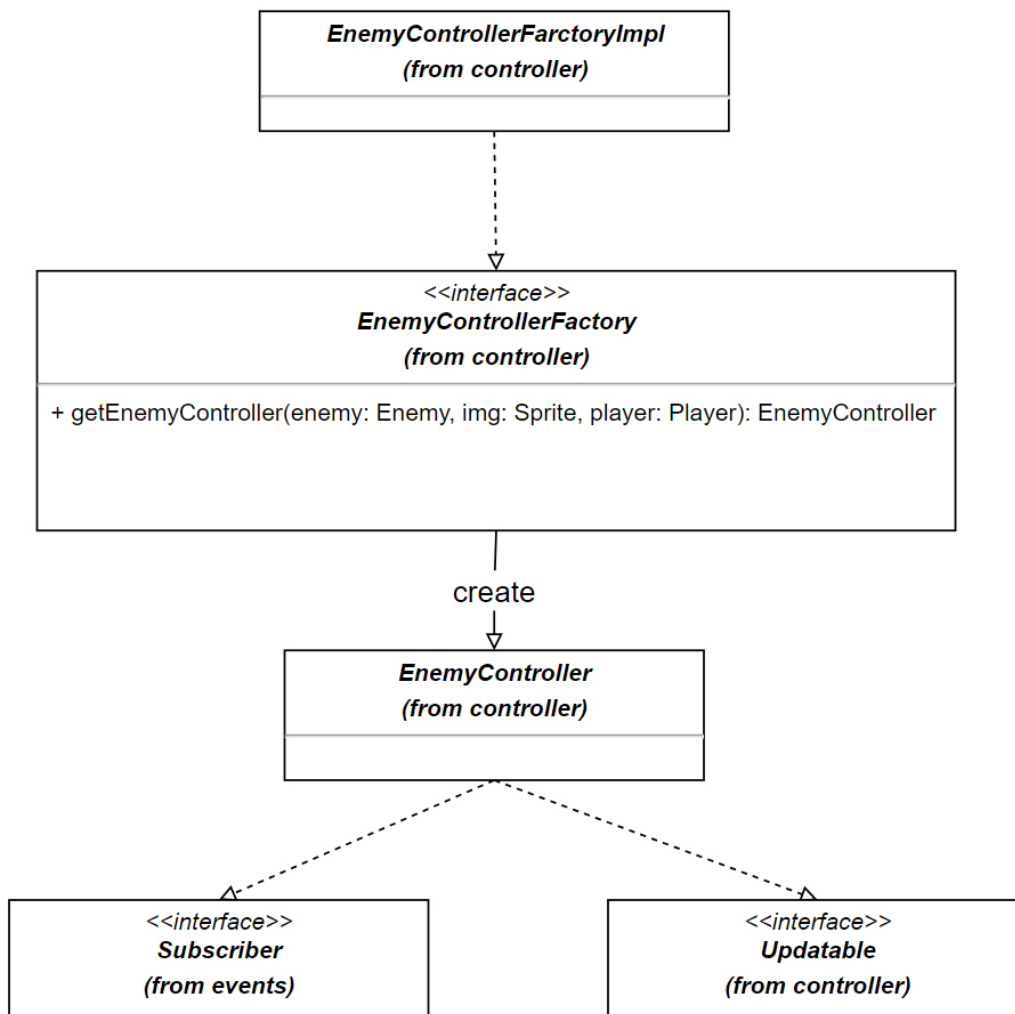 EnemyControllerFarctoryImpl
(from controller)
<<interface>>
EnemyControllerFactory
(from controller)
+ getEnemyController(enemy: Enemy, img: Sprite, player: Player): EnemyController
create
EnemyController
(from controller)
<<interface>>
Subscriber
(from events)
<<interface>>
Updatable
(from controller)